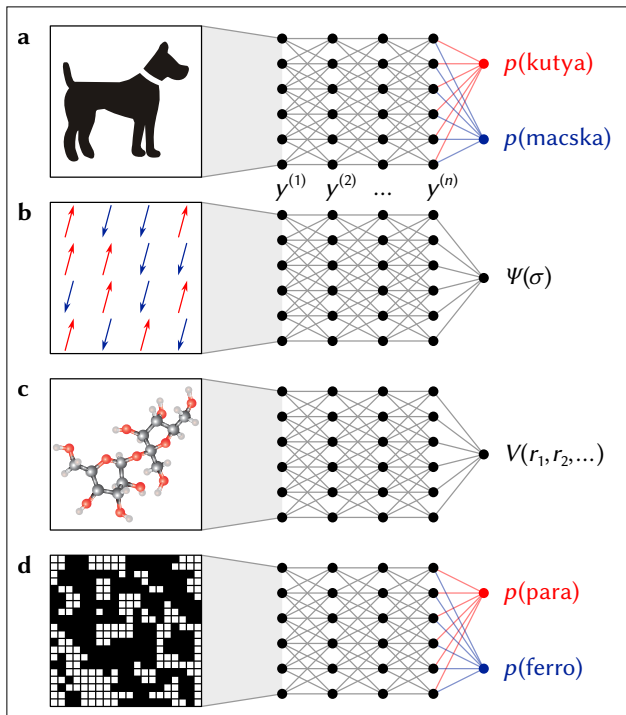 a
p(kutya)
p(macska)
y⁽¹⁾ y⁽²⁾ ... y⁽ⁿ⁾
b
Ψ(σ)
c
V(r₁,r₂,...)
d
p(para)
p(ferro)